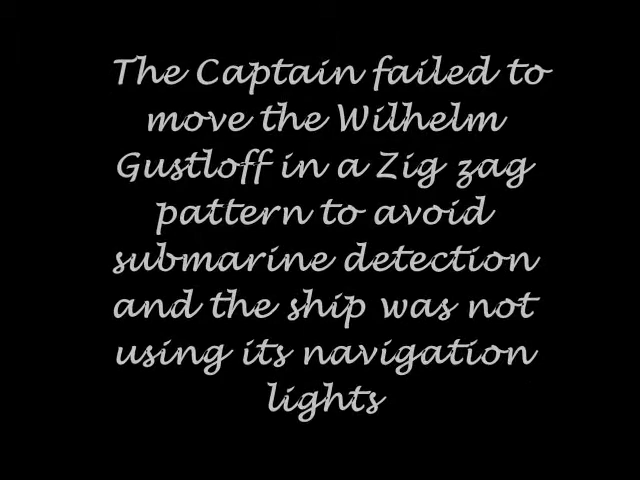 The Captain failed to
move the Wilhelm
Gustloff in a Zig zag
pattern to avoid
submarine detection
and the ship was not
using its navigation
lights